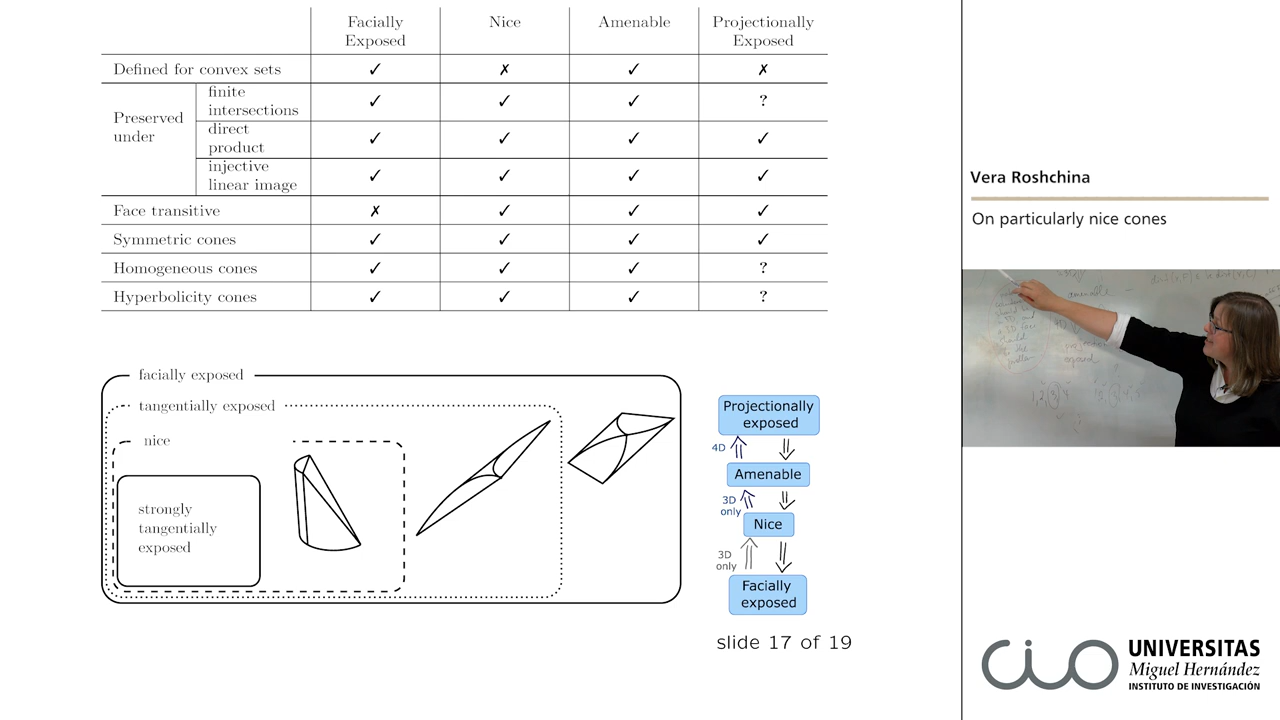 Facially Exposed Nice Amenable Projectionally Exposed
Defined for convex sets ✓ ✗ ✓ ✗
Preserved under
finite intersections ✓ ✓ ✓ ?
direct product ✓ ✓ ✓ ✓
injective linear image ✓ ✓ ✓ ✓
Face transitive ✗ ✓ ✓ ✓
Symmetric cones ✓ ✓ ✓ ✓
Homogeneous cones ✓ ✓ ✓ ?
Hyperbolicity cones ✓ ✓ ✓ ?
facially exposed
tangentially exposed
nice
strongly
tangentially
exposed
Projectionally
exposed
4D
Amenable
3D
only
Nice
3D
only
Facially
exposed
slide 17 of 19
Vera Roshchina
On particularly nice cones
amenable
exposed
cio UNIVERSITAS
Miguel Hernández
INSTITUTO DE INVESTIGACIÓN